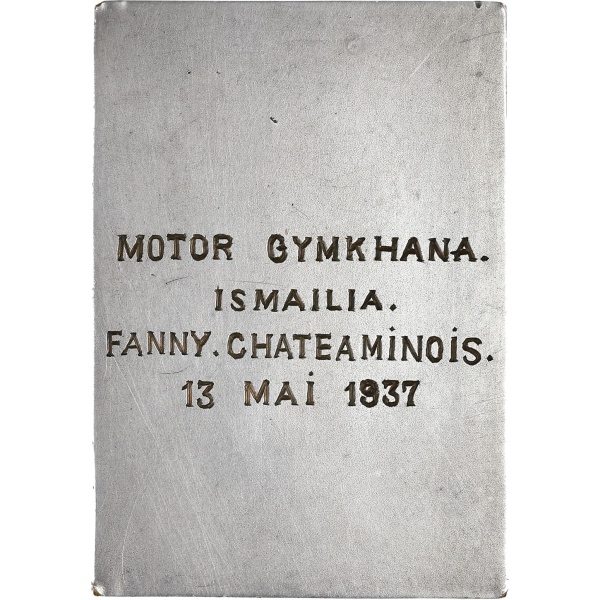 MOTOR GYMKHANA.
ISMAILIA.
FANNY. CHATEAMINOIS.
13 MAI 1937